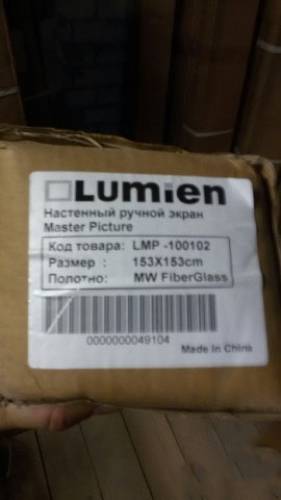 Lumien
Настенный ручной экран
Master Picture
Код товара: LMP -100102
Размер : 153X153cm
Полотно: MW FiberGlass
0000000049104
Made In China